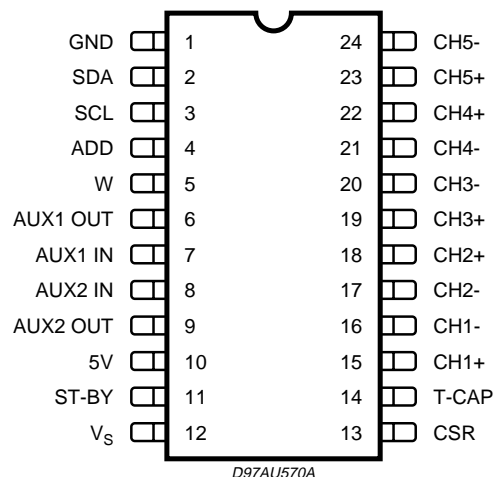 GND 1 24 CH5-
SDA 2 23 CH5+
SCL 3 22 CH4+
ADD 4 21 CH4-
W 5 20 CH3-
AUX1 OUT 6 19 CH3+
AUX1 IN 7 18 CH2+
AUX2 IN 8 17 CH2-
AUX2 OUT 9 16 CH1-
5V 10 15 CH1+
ST-BY 11 14 T-CAP
VS 12 13 CSR
D97AU570A